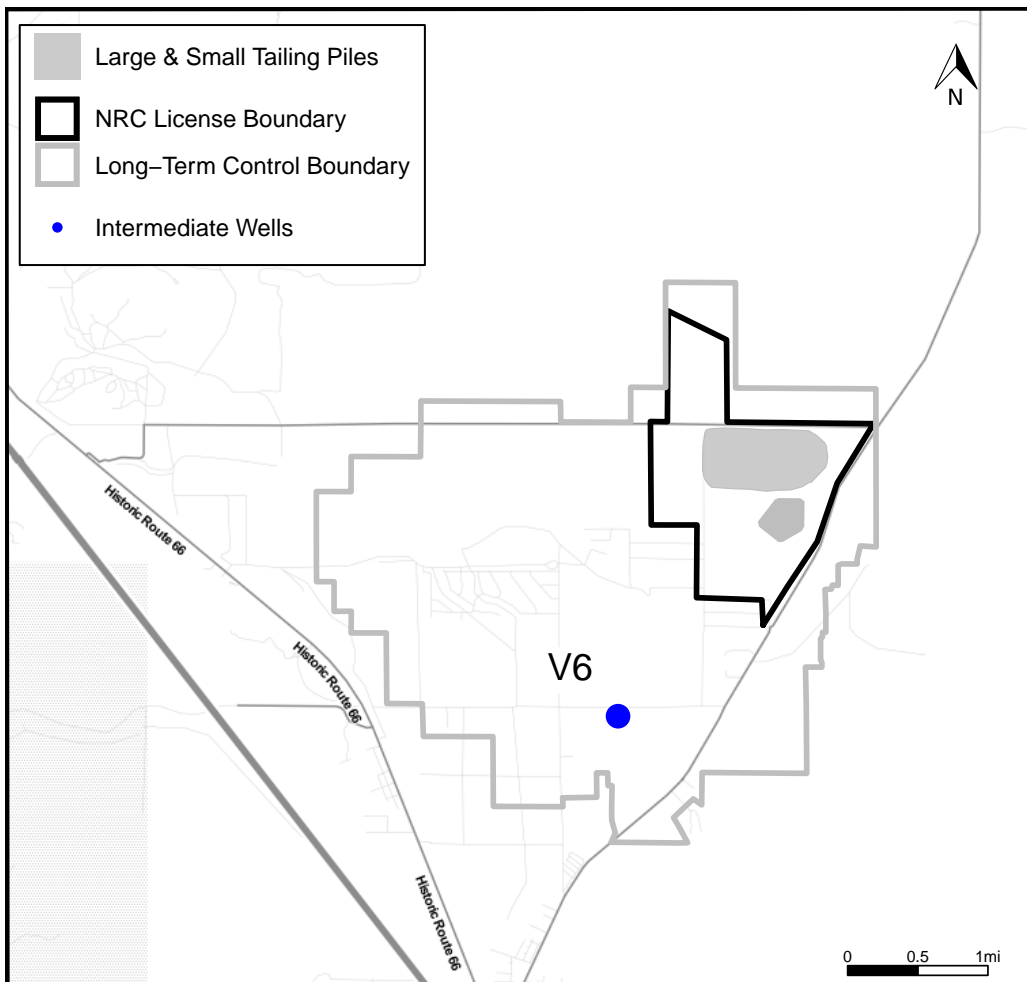 Large & Small Tailing Piles
NRC License Boundary
Long−Term Control Boundary
Intermediate Wells
N
Historic Route 66
Historic Route 66
V6
Historic Route 66
0 0.5 1mi